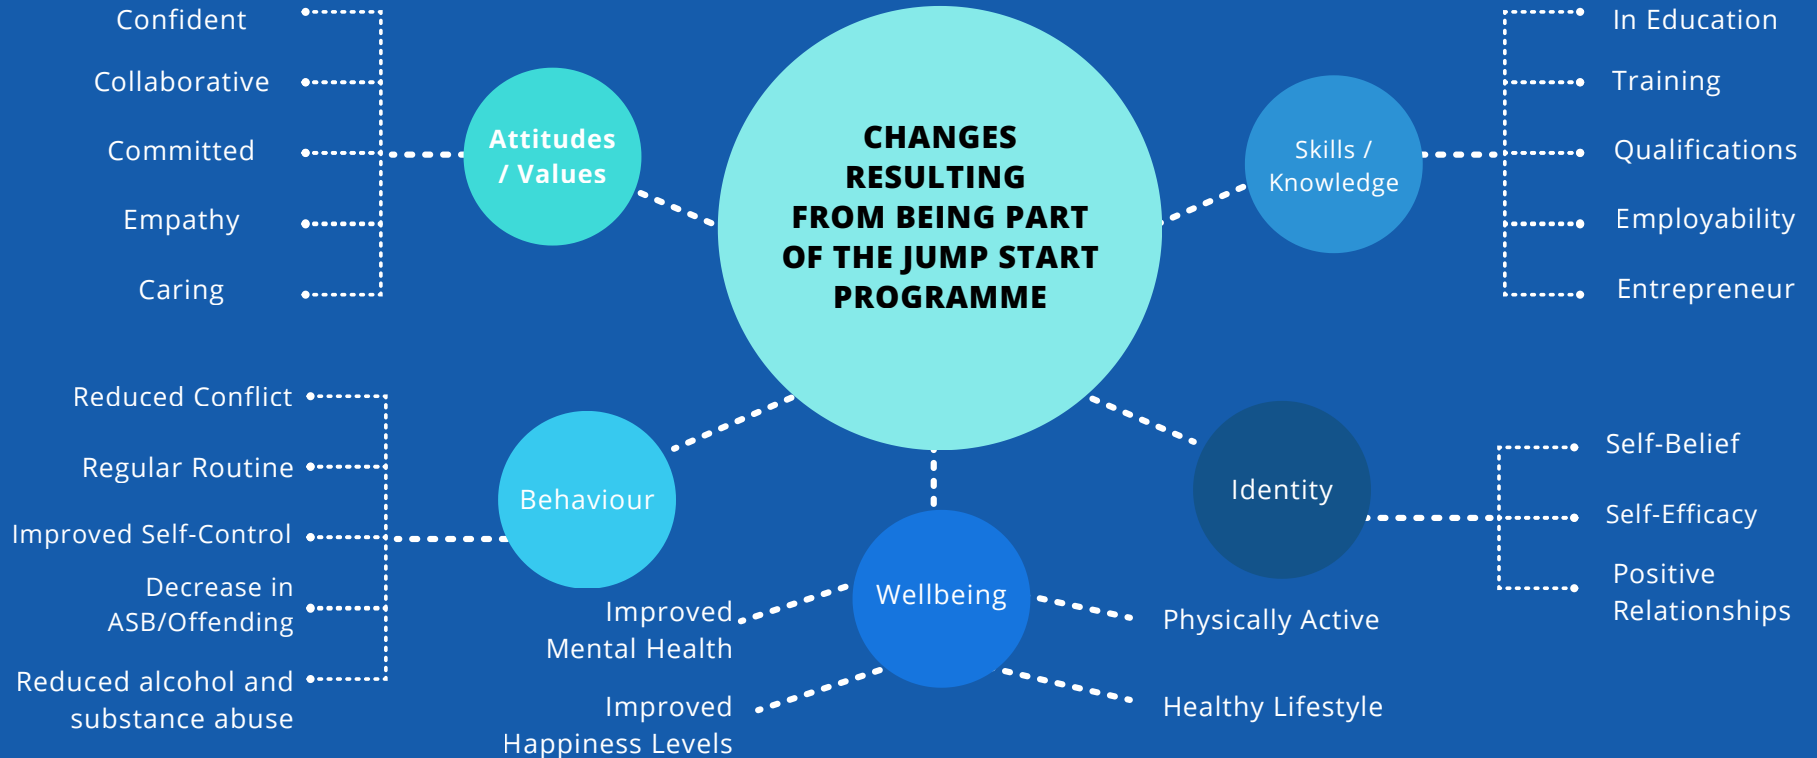 CHANGES
RESULTING
FROM BEING PART
OF THE JUMP START
PROGRAMME
Attitudes
/ Values
Confident
Collaborative
Committed
Empathy
Caring
Skills /
Knowledge
In Education
Training
Qualifications
Employability
Entrepreneur
Behaviour
Reduced Conflict
Regular Routine
Improved Self-Control
Decrease in
ASB/Offending
Reduced alcohol and
substance abuse
Wellbeing
Improved
Mental Health
Improved
Happiness Levels
Physically Active
Healthy Lifestyle
Identity
Self-Belief
Self-Efficacy
Positive
Relationships